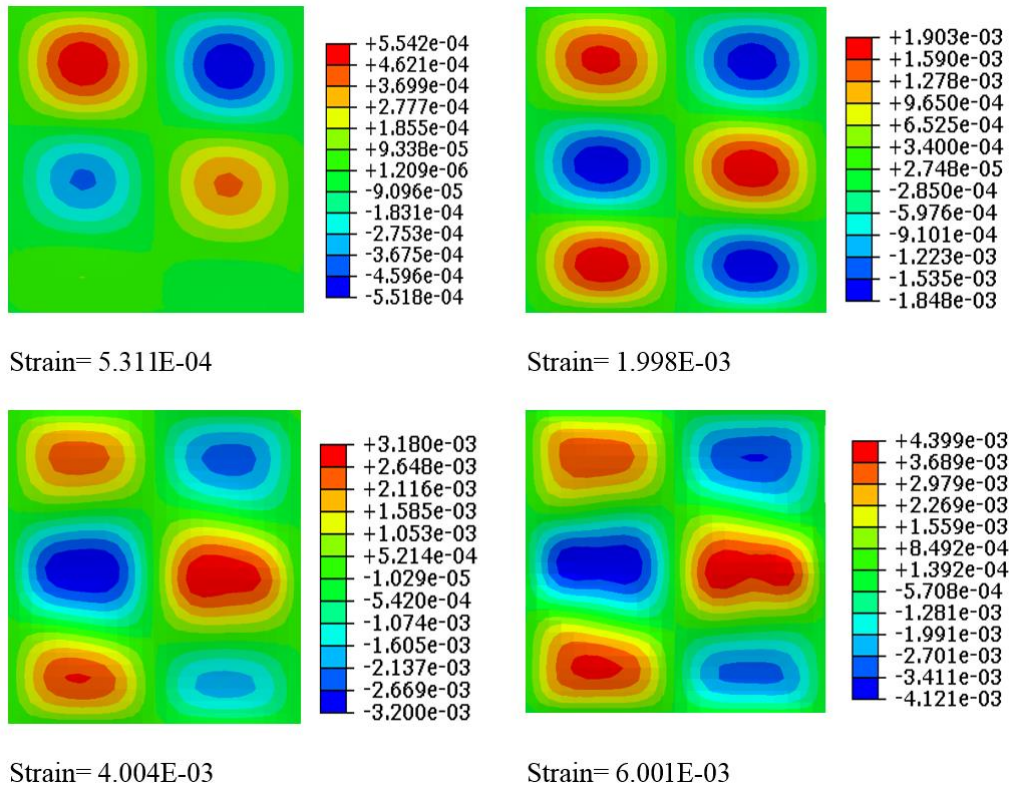 +5.542e-04
+4.621e-04
+3.699e-04
+2.777e-04
+1.855e-04
+9.338e-05
+1.209e-06
-9.096e-05
-1.831e-04
-2.753e-04
-3.675e-04
-4.596e-04
-5.518e-04
+1.903e-03
+1.590e-03
+1.278e-03
+9.650e-04
+6.525e-04
+3.400e-04
+2.748e-05
-2.850e-04
-5.976e-04
-9.101e-04
-1.223e-03
-1.535e-03
-1.848e-03
Strain= 5.311E-04
Strain= 1.998E-03
+3.180e-03
+2.648e-03
+2.116e-03
+1.585e-03
+1.053e-03
+5.214e-04
-1.029e-05
-5.420e-04
-1.074e-03
-1.605e-03
-2.137e-03
-2.669e-03
-3.200e-03
+4.399e-03
+3.689e-03
+2.979e-03
+2.269e-03
+1.559e-03
+8.492e-04
+1.392e-04
-5.708e-04
-1.281e-03
-1.991e-03
-2.701e-03
-3.411e-03
-4.121e-03
Strain= 4.004E-03
Strain= 6.001E-03